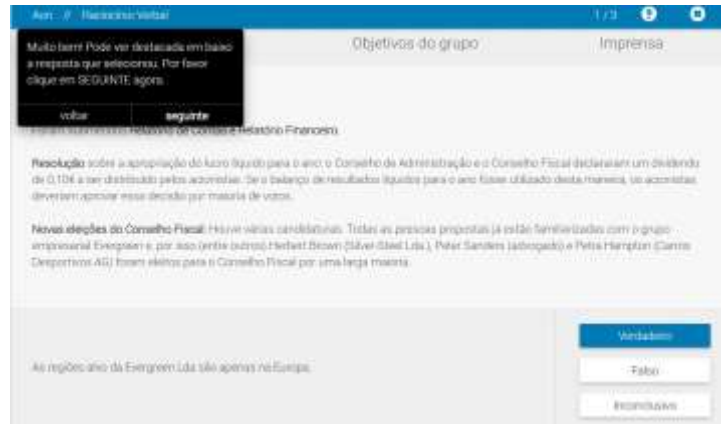 Aon // Raciocínio Verbal
1 / 3
Objetivos do grupo
Imprensa
Muito bem! Pode ver destacada em baixo
a resposta que selecionou. Por favor
clique em SEGUINTE agora.
voltar
seguinte
Foram submetidos Relatório de Contas e Relatório Financeiro.
Resolução sobre a apropriação do lucro líquido para o ano: o Conselho de Administração e o Conselho Fiscal declararam um dividendo
de 0,10€ a ser distribuído pelos acionistas. Se o balanço de resultados líquidos para o ano fosse utilizado desta maneira, os acionistas
deveriam aprovar essa decisão por maioria de votos.
Novas eleições do Conselho Fiscal: Houve várias candidaturas. Todas as pessoas propostas já estão familiarizadas com o grupo
empresarial Evergreen e, por isso (entre outros) Herbert Brown (Silver Steel Lda.), Peter Sanders (advogado) e Petra Hampton (Carros
Desportivos AG) foram eleitos para o Conselho Fiscal por uma larga maioria.
As regiões alvo da Evergreen Lda são apenas na Europa.
Verdadeiro
Falso
Inconclusivo